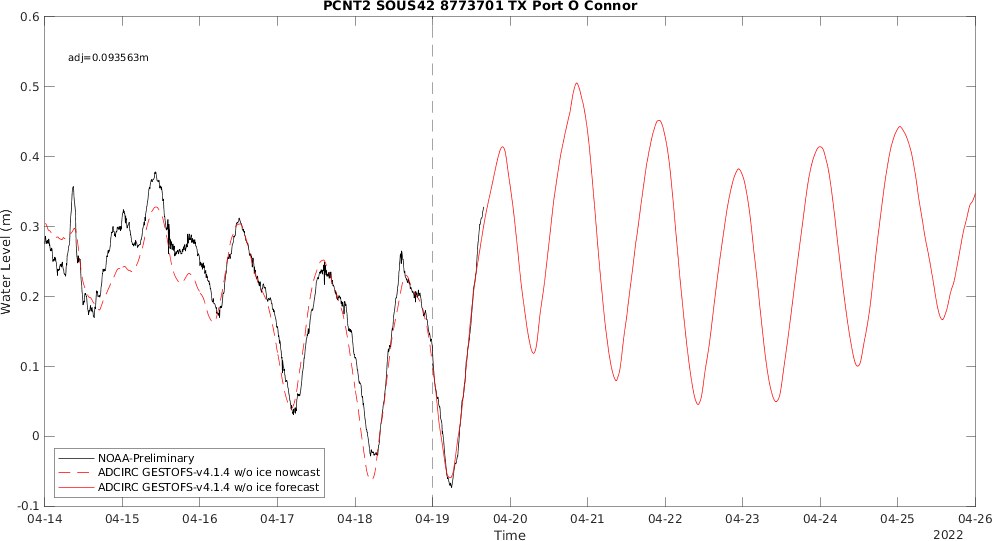 PCNT2 SOUS42 8773701 TX Port O Connor
adj=0.093563m
0.6
0.5
0.4
0.3
0.2
0.1
0
-0.1
Water Level (m)
NOAA-Preliminary
ADCIRC GESTOFS-v4.1.4 w/o ice nowcast
ADCIRC GESTOFS-v4.1.4 w/o ice forecast
04-14 04-15 04-16 04-17 04-18 04-19 04-20 04-21 04-22 04-23 04-24 04-25 04-26
Time
2022